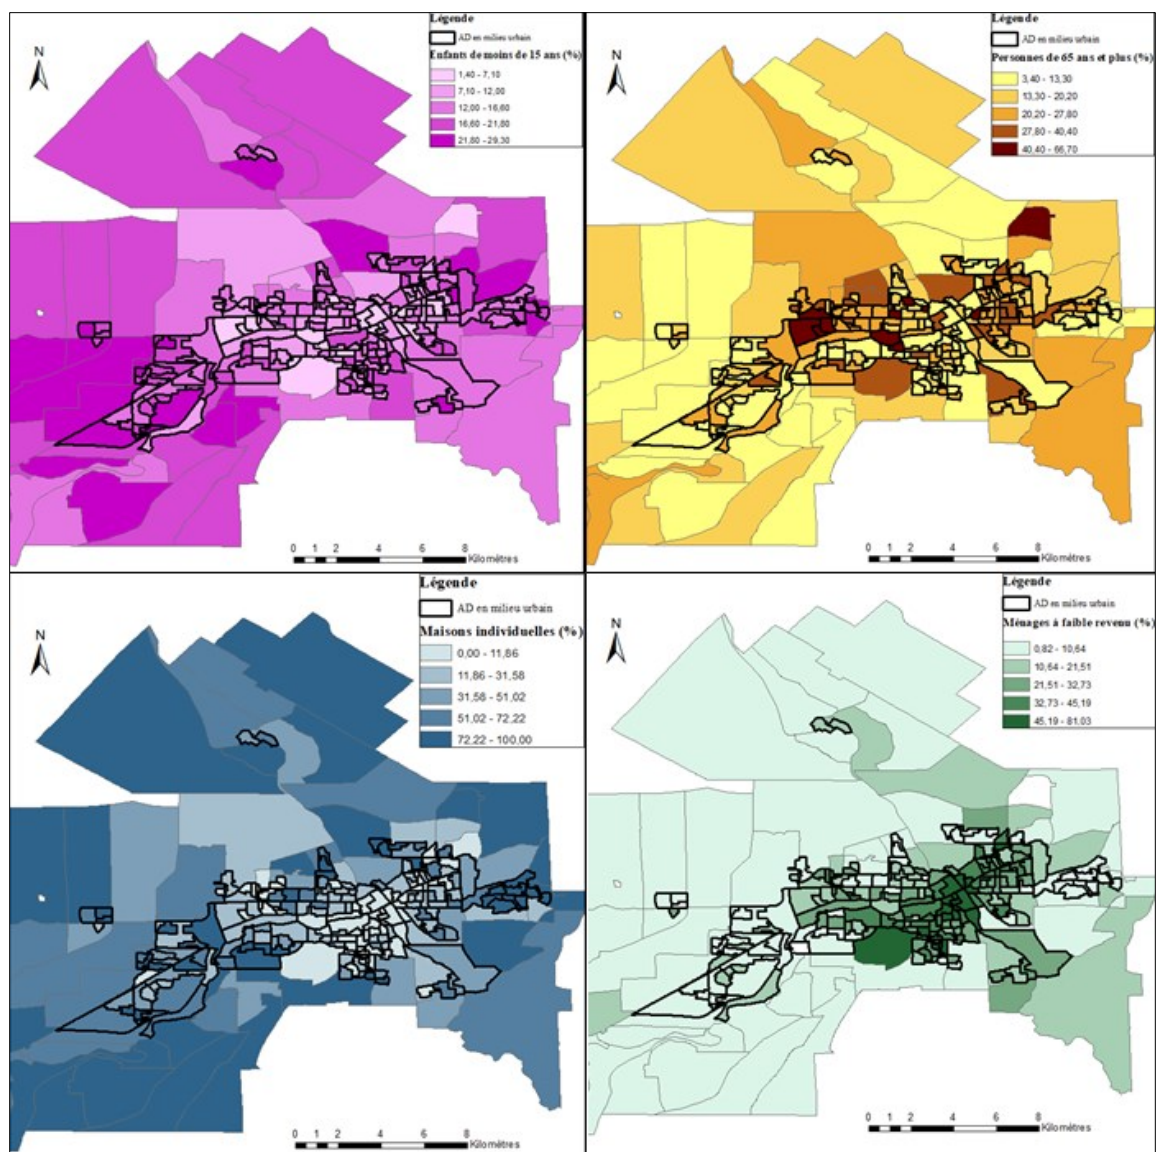 Légende
AD en milieu urbain
Enfants de moins de 15 ans (%)
1,40 - 7,10
7,10 - 12,00
12,00 - 16,60
16,60 - 21,80
21,80 - 29,30
N
0 1 2 4 6 8
Kilomètres
Légende
AD en milieu urbain
Personnes de 65 ans et plus (%)
3,40 - 13,30
13,30 - 20,20
20,20 - 27,80
27,80 - 40,40
40,40 - 66,70
N
0 1 2 4 6 8
Kilomètres
Légende
AD en milieu urbain
Maisons individuelles (%)
0,00 - 11,86
11,86 - 31,58
31,58 - 51,02
51,02 - 72,22
72,22 - 100,00
N
0 1 2 4 6 8
Kilomètres
Légende
AD en milieu urbain
Ménages à faible revenu (%)
0,82 - 10,64
10,64 - 21,51
21,51 - 32,73
32,73 - 45,19
45,19 - 81,03
N
0 1 2 4 6 8
Kilomètres